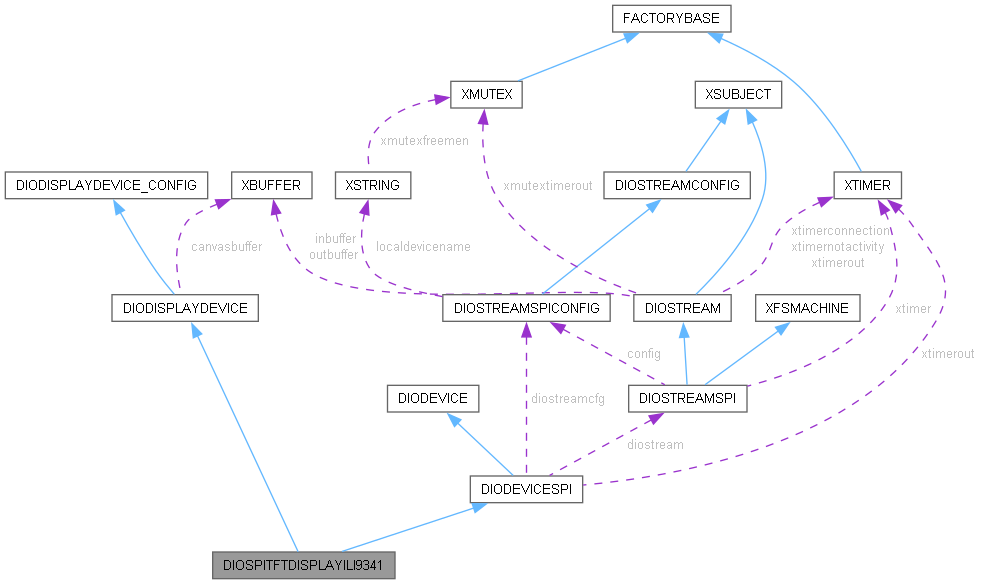 FACTORYBASE
XMUTEX
XSUBJECT
xmutexfreemen
DIODISPLAYDEVICE_CONFIG
XBUFFER
XSTRING
xmutextimerout
DIOSTREAMCONFIG
XTIMER
canvasbuffer
inbuffer
outbuffer
localdevicename
xtimerconnection
xtimernotactivity
xtimerout
DIODISPLAYDEVICE
DIOSTREAMSPICONFIG
DIOSTREAM
XFSMACHINE
xtimer
config
xtimerout
DIODEVICE
diostreamcfg
DIOSTREAMSPI
diostream
DIODEVICESPI
DIOSPITFTDISPLAYILI9341